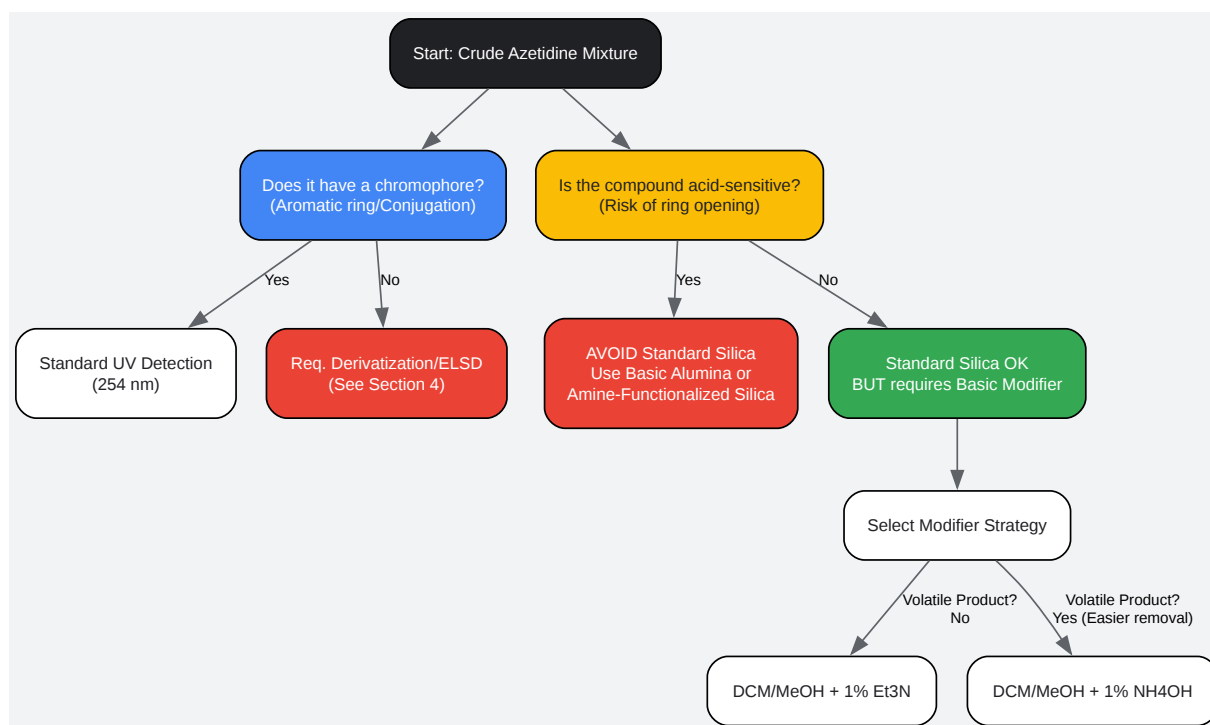 Start: Crude Azetidine Mixture
Does it have a chromophore?
(Aromatic ring/Conjugation)
Is the compound acid-sensitive?
(Risk of ring opening)
Yes
No
Yes
No
Standard UV Detection
(254 nm)
Req. Derivatization/ELSD
(See Section 4)
AVOID Standard Silica
Use Basic Alumina or
Amine-Functionalized Silica
Standard Silica OK
BUT requires Basic Modifier
Select Modifier Strategy
Volatile Product?
No
Volatile Product?
Yes (Easier removal)
DCM/MeOH + 1% Et3N
DCM/MeOH + 1% NH4OH